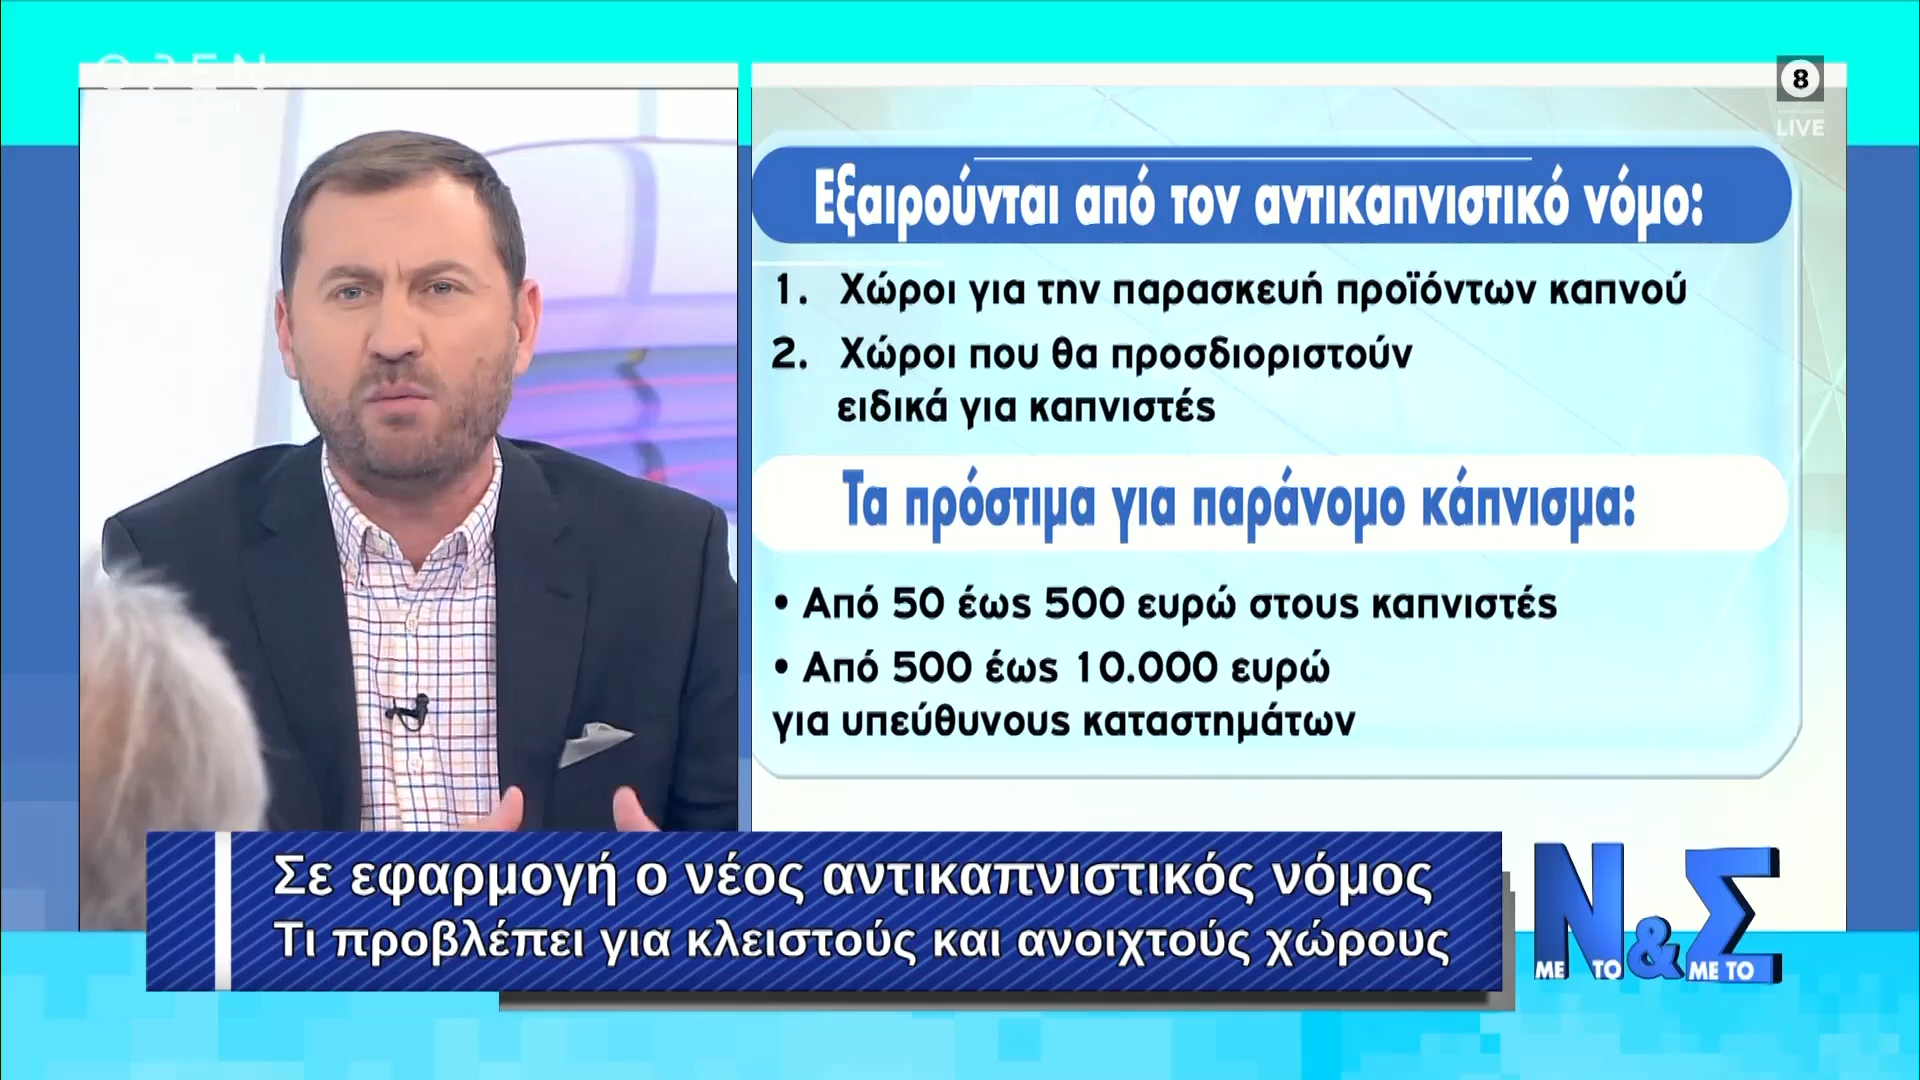 OPEN
8
LIVE
Εξαιρούνται από τον αντικαπνιστικό νόμο:
1. Χώροι για την παρασκευή προϊόντων καπνού
2. Χώροι που θα προσδιοριστούν
ειδικά για καπνιστές
Τα πρόστιμα για παράνομο κάπνισμα:
• Από 50 έως 500 ευρώ στους καπνιστές
• Από 500 έως 10.000 ευρώ
για υπεύθυνους καταστημάτων
Σε εφαρμογή ο νέος αντικαπνιστικός νόμος
Τι προβλέπει για κλειστούς και ανοιχτούς χώρους
ΜΕ ΤΟ Ν & ΜΕ ΤΟ Σ